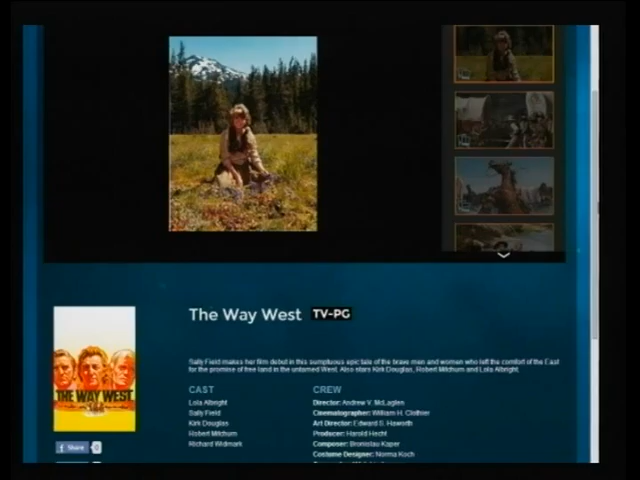 The Way West TV-PG
Sally Field makes her film debut in this sumptuous epic tale of the brave men and women who left the comfort of the East
for the promise of free land in the untamed West. Also stars Kirk Douglas, Robert Mitchum and Lola Albright.
THE WAY WEST
CAST
Lola Albright
Sally Field
Kirk Douglas
Robert Mitchum
Richard Widmark
CREW
Director: Andrew V. McLaglen
Cinematographer: William H. Clothier
Art Director: Edward S. Haworth
Producer: Harold Hecht
Composer: Bronislau Kaper
Costume Designer: Norma Koch
f Share